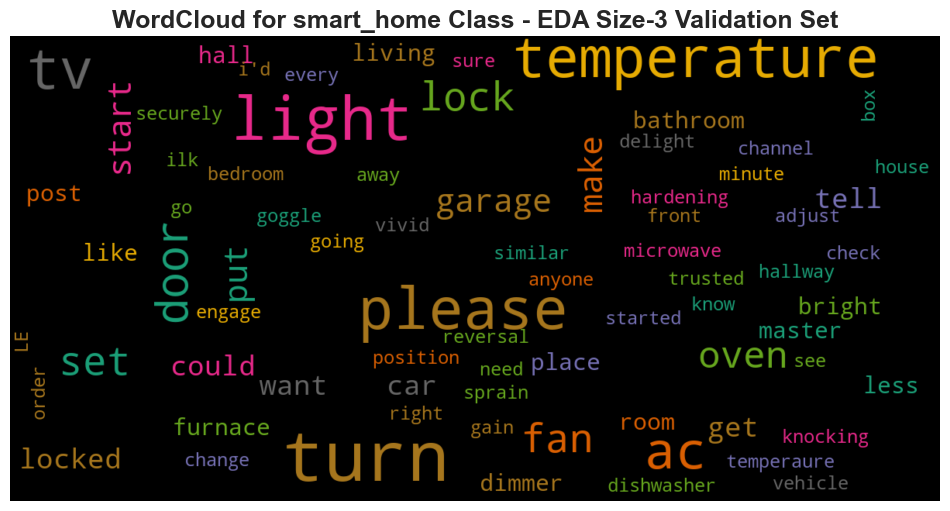 WordCloud for smart_home Class - EDA Size-3 Validation Set
tv
hall
i'd
every
living
sure
temperature
start
securely
light
lock
box
bathroom
delight
channel
make
ilk
bedroom
away
minute
house
post
go
goggle
vivid
garage
hardening
front
tell
adjust
like
door
put
going
similar
microwave
check
anyone
trusted
hallway
engage
please
started
know
bright
LE
reversal
master
set
could
position
need
place
oven
see
order
want
car
sprain
less
right
furnace
gain
fan
room
get
knocking
locked
change
turn
ac
temperaure
dimmer
dishwasher
vehicle